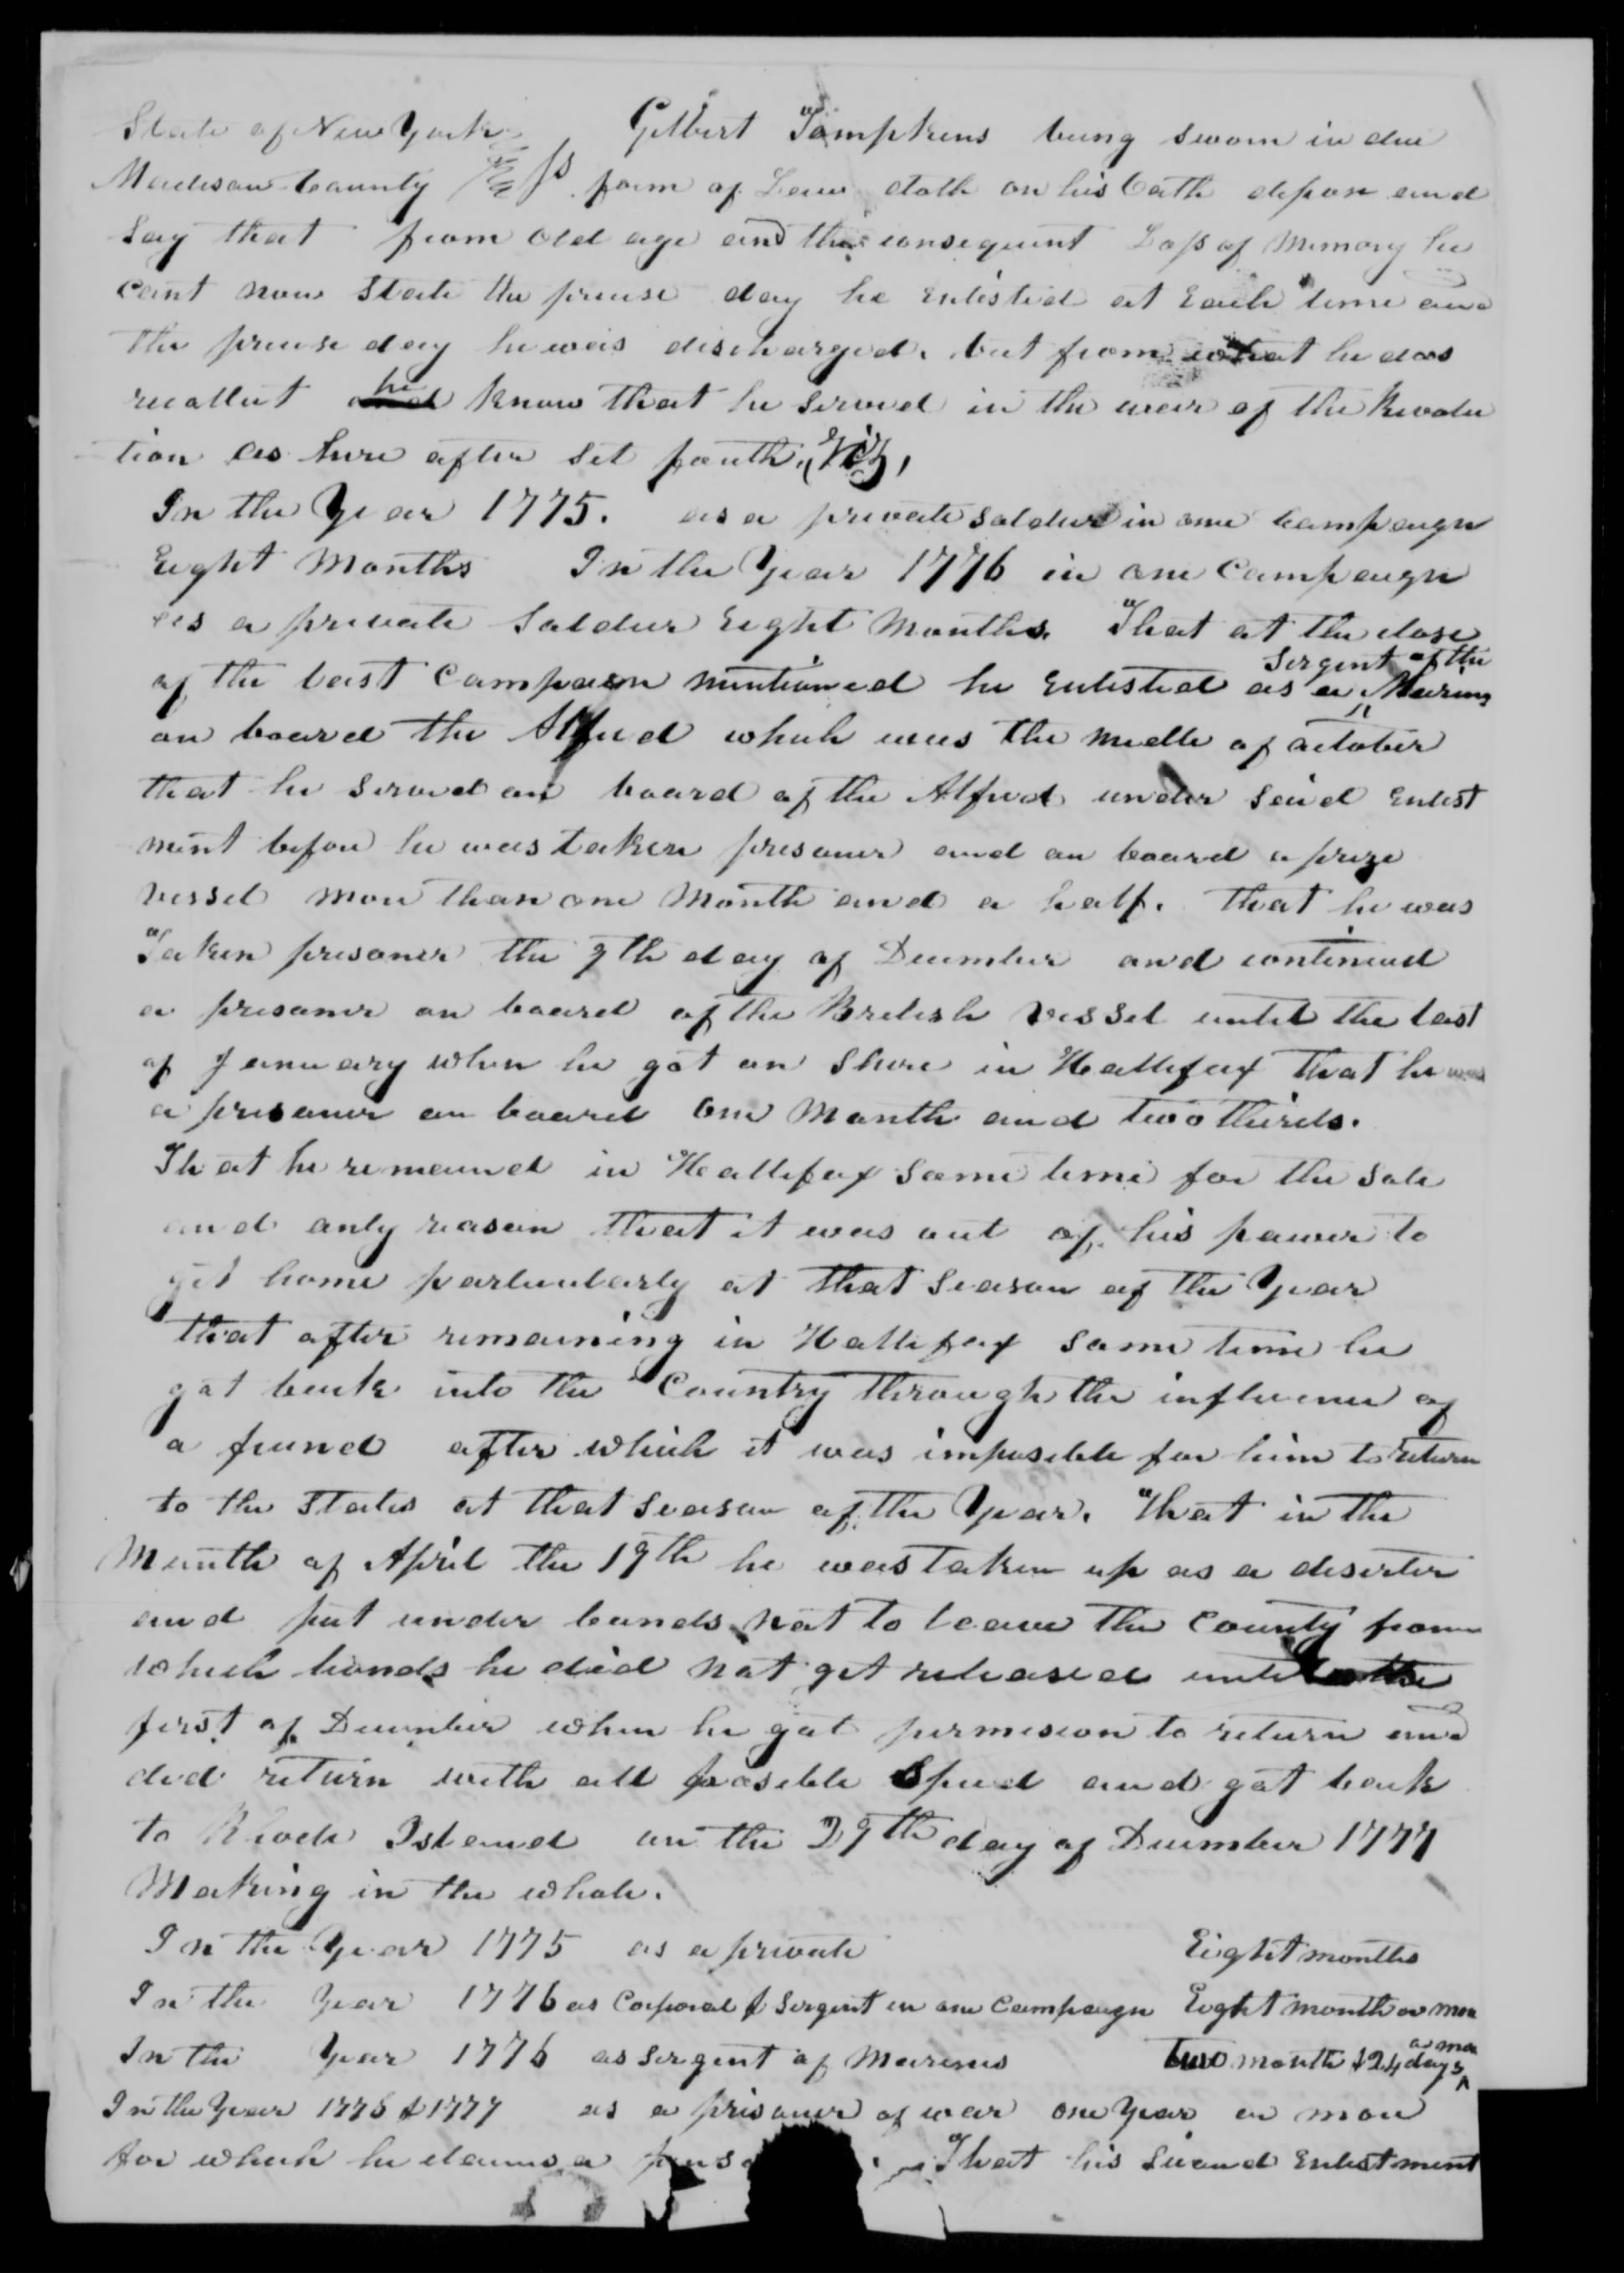 State of New York Gilbert Tompkins being sworn in due
Madison County ss form of Law doth on his oath depose and
say that from old age and the consequent Loss of memory he
cant now state the precise day he enlisted at each time and
the precise day he was discharged. but from what he does
recollect he know that he served in the war of the Revolu
tion as here after set forth (viz),
In the Year 1775. as a private soldier in one campaign
Eight Months In the Year 1776 in one Campaign
as a private Soldier Eight Months. That at the close
of the last Campaign mentioned he Enlisted as a Sergent of the Marines
on board the Alfred which was the midle of october
that he served on board of the Alfred under said Enlist
ment before he was taken prisoner and on board a prize
vessel more than one Month and a half. that he was
Taken prisoner the 9th day of December and continued
a prisoner on board of the British vessel until the last
of January when he got on Shore in Hallifax that he was
a prisoner on board one Month and two thirds.
That he remained in Hallifax some time for the sole
and only reason that it was out of his power to
get home particularly at that season of the Year
that after remaining in Hallifax some time he
got back into the Country through the influence of
a friend after which it was imposible for him to return
to the States at that season of the Year. That in the
Month of April the 19th he was taken up as a deserter
and put under bonds not to leave the County from
which bonds he did not get released until the
first of December when he got permision to return and
did return with all posible Speed and got back
to Rhode Island on the 29th day of December 1777
Making in the whole.
In the Year 1775 as a private Eight months
In the Year 1776 as Corporal & Sergent in one Campaign Eight month or more
In the Year 1776 as Sergent of Marines Two month & 24 days or more
In the Year 1776 & 1777 as a prisoner of war one Year or more
for which he claims a That his second Enlistment